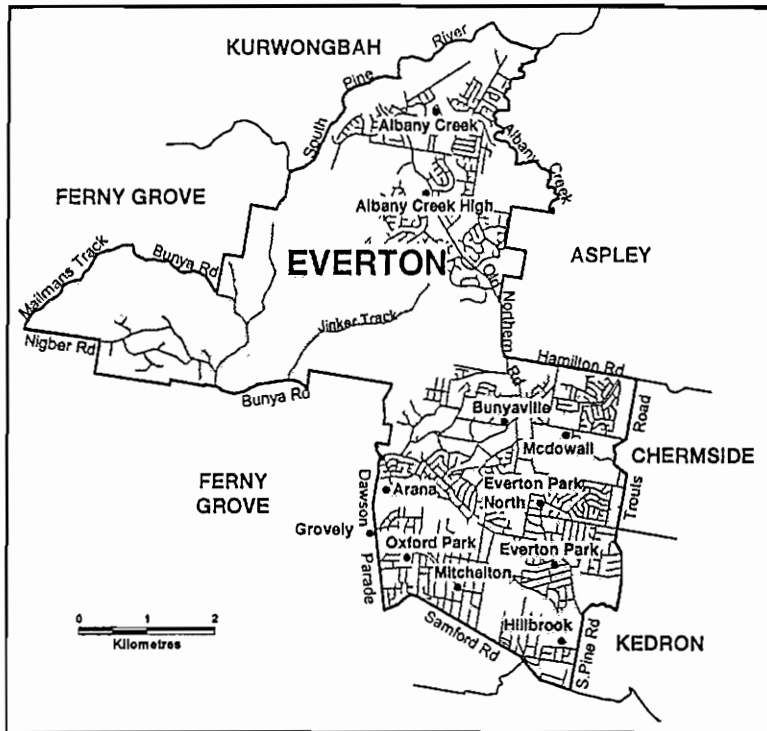 KURWONGBAH
South Pine River
Albany Creek
Albany Creek
FERNY GROVE
Albany Creek High
Mailmans Track
Bunya Rd
EVERTON
ASPLEY
Old Northern Rd
Jinker Track
Nigber Rd
Hamilton Rd
Bunya Rd
Bunyaville
Road
Mcdowall
CHERMSIDE
FERNY
GROVE
Dawson
Arana
Everton Park
North
Trouts
Grovely
Oxford Park
Everton Park
Parade
Mitchelton
0 1 2
Kilometres
Samford Rd
Hillbrook
S.Pine Rd
KEDRON